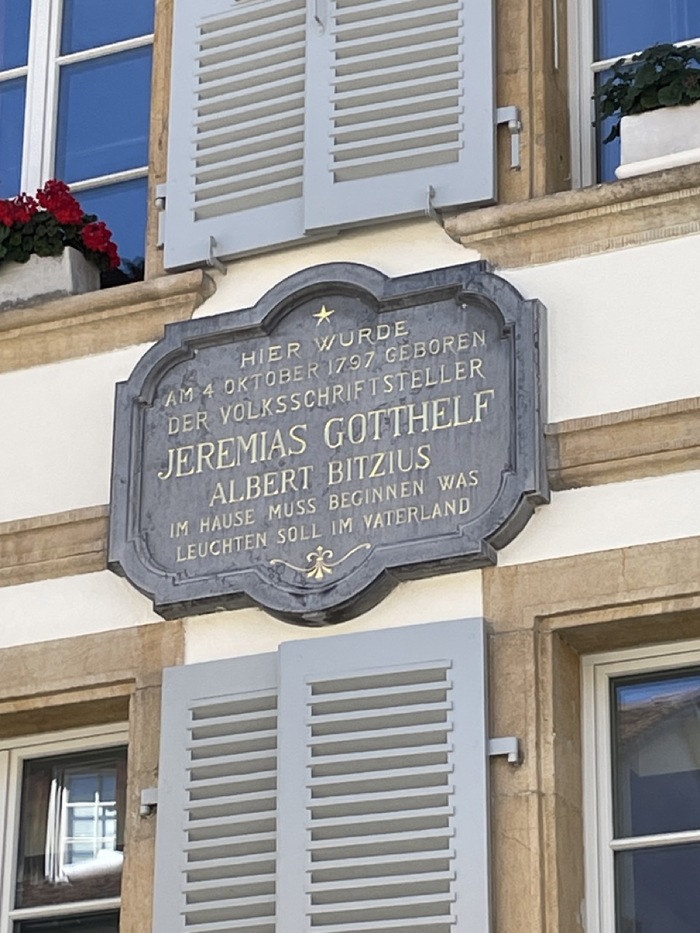 HIER WURDE
AM 4 OKTOBER 1797 GEBOREN
DER VOLKSSCHRIFTSTELLER
JEREMIAS GOTTHELF
ALBERT BITZIUS
IM HAUSE MUSS BEGINNEN WAS
LEUCHTEN SOLL IM VATERLAND